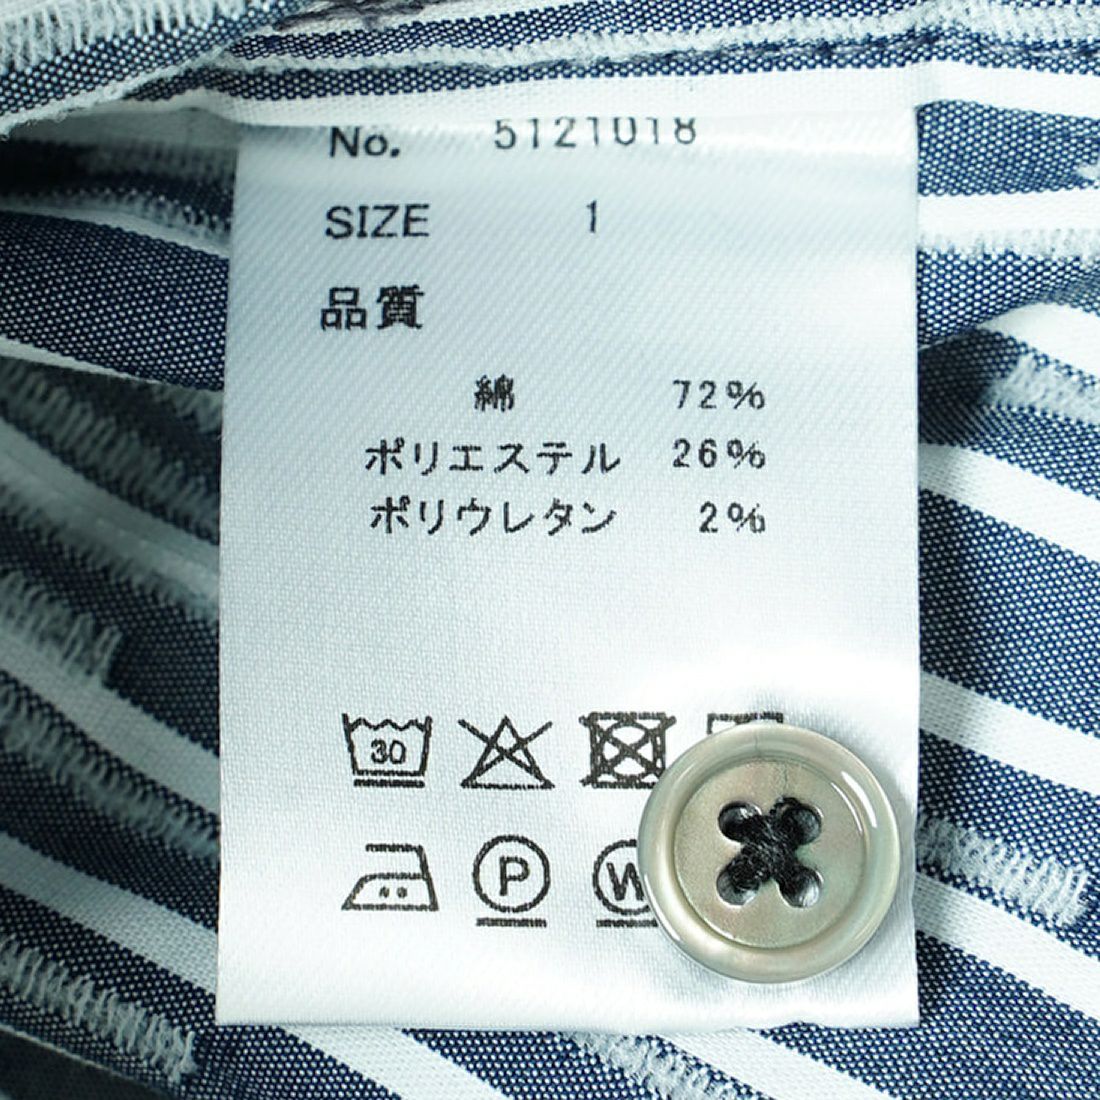 No. 5121018
SIZE 1
品質
綿 72%
ポリエステル 26%
ポリウレタン 2%
30
P W